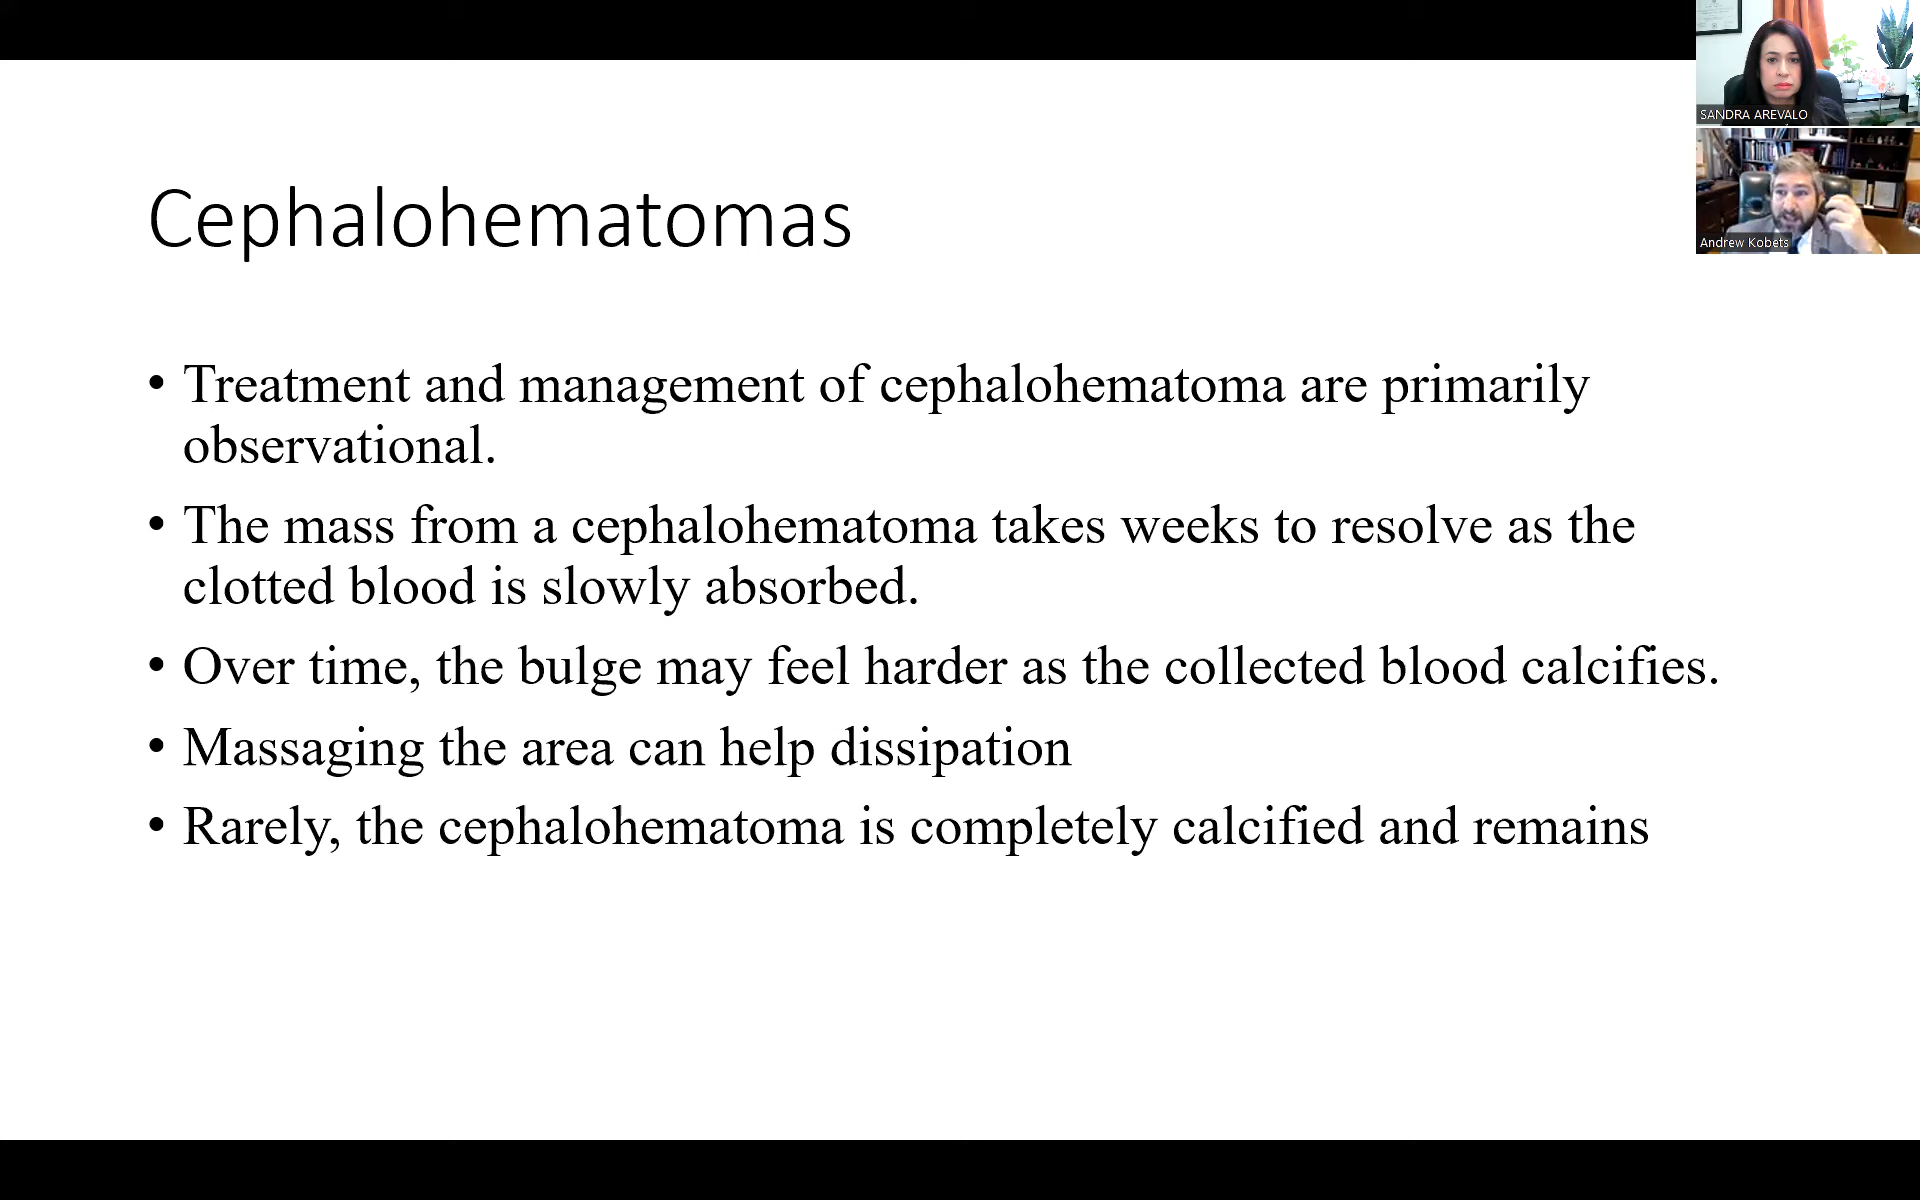 SANDRA AREVALO
Andrew Kobets
Cephalohematomas
• Treatment and management of cephalohematoma are primarily
observational.
• The mass from a cephalohematoma takes weeks to resolve as the
clotted blood is slowly absorbed.
• Over time, the bulge may feel harder as the collected blood calcifies.
• Massaging the area can help dissipation
• Rarely, the cephalohematoma is completely calcified and remains